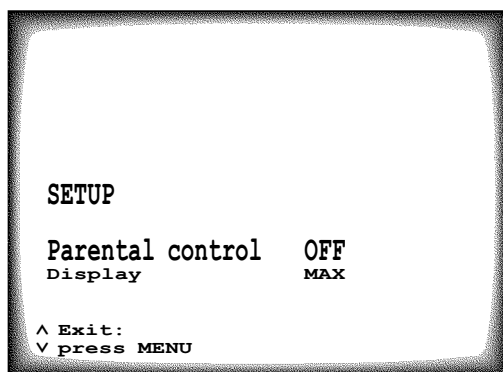 SETUP
Parental control OFF
Display MAX
∧ Exit:
∨ press MENU